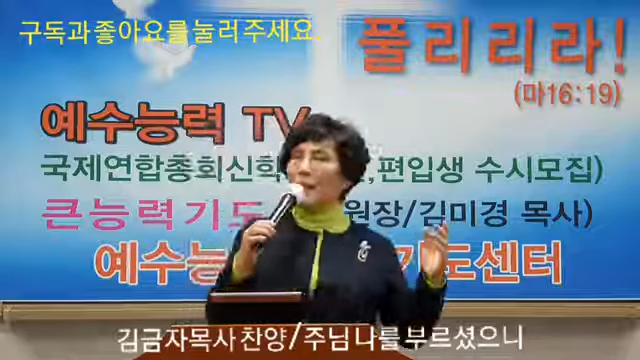 구독과좋아요를눌러주세요.
풀리리라!
(마16:19)
예수능력 TV
국제연합총회신학 ,편입생 수시모집)
큰능력기도 원장/김미경 목사)
예수능 기도센터
김금자목사찬양/주님나를부르셨으니